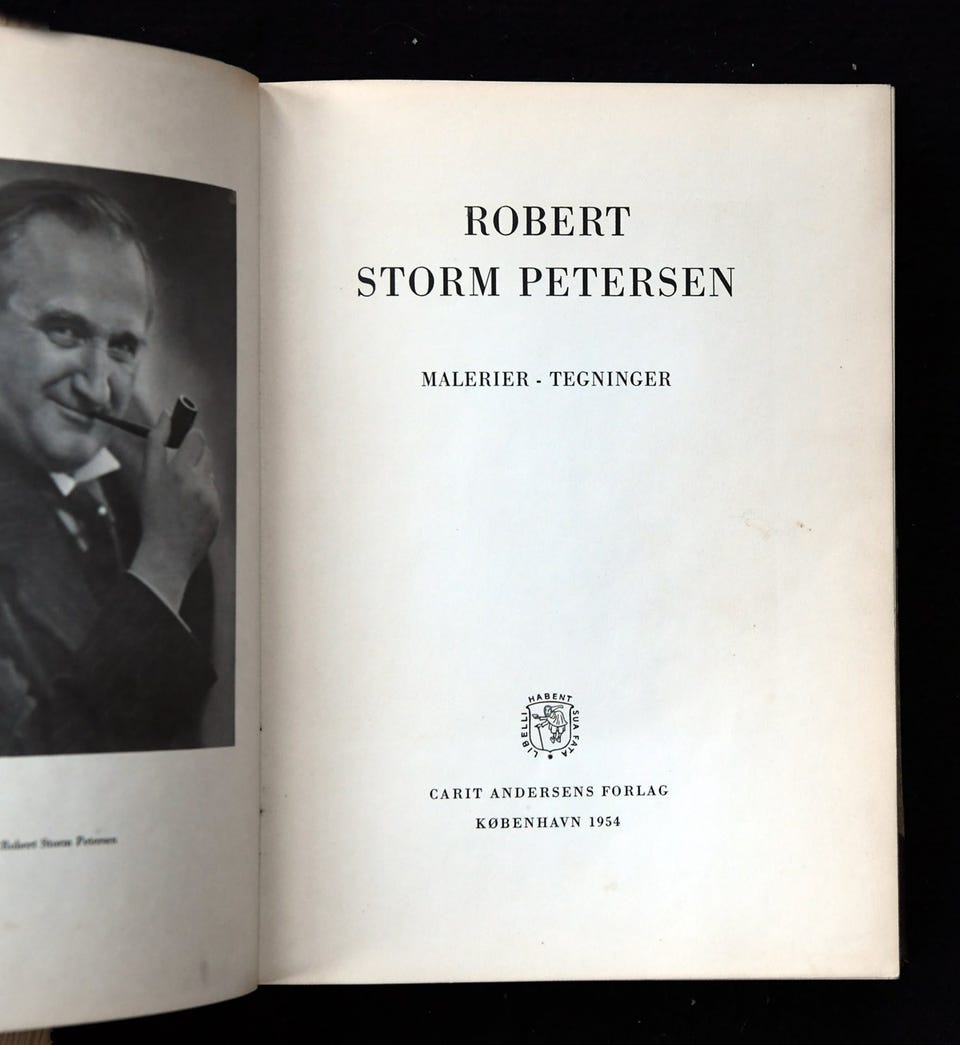 Robert Storm Petersen
ROBERT
STORM PETERSEN
MALERIER - TEGNINGER
LIBELLI HABENT SUA FATA
CARIT ANDERSENS FORLAG
KØBENHAVN 1954